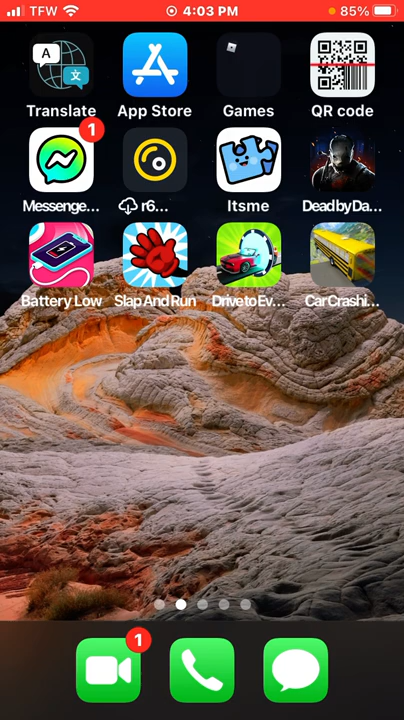 TFW 4:03 PM 85%
A
文
Translate App Store Games QR code
1
Messenge... r6... Itsme DeadbyDa...
Battery Low SlapAndRun DrivetoEv... CarCrashi...
1